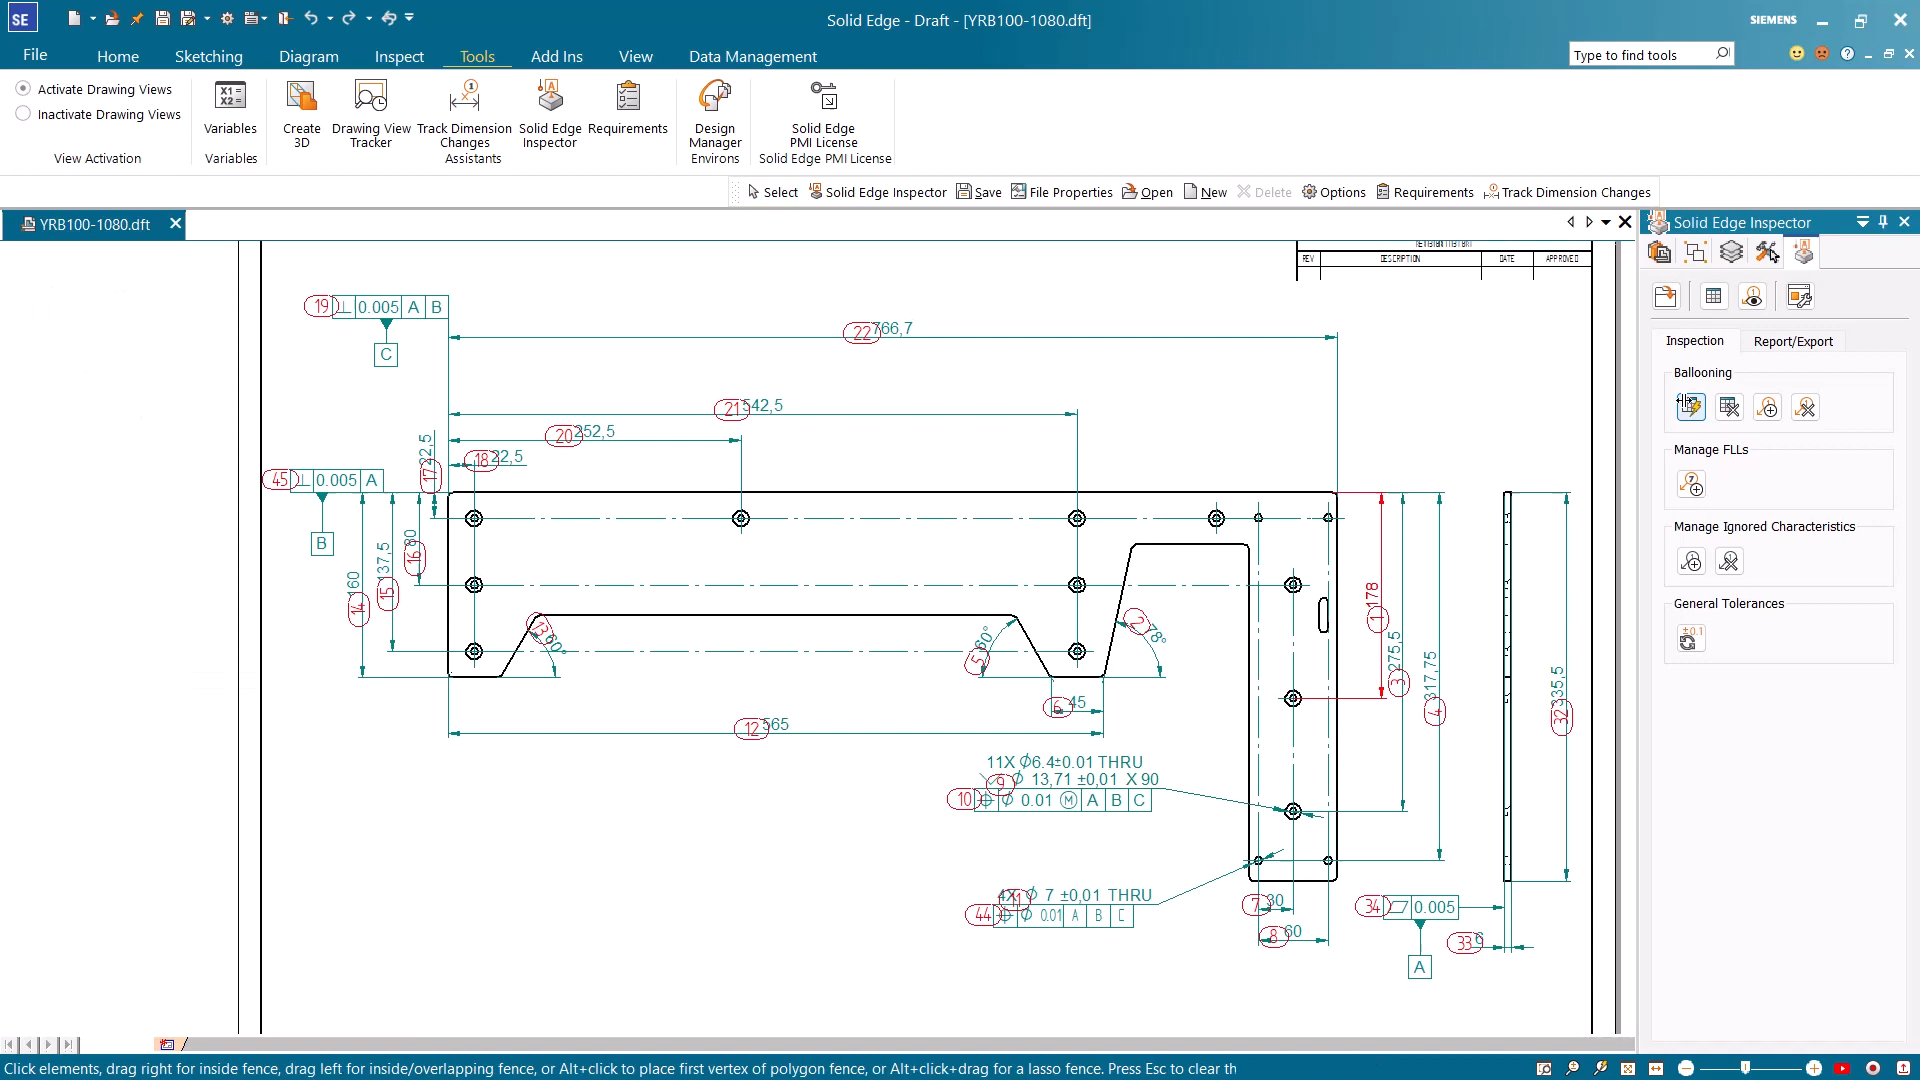 SE
Solid Edge - Draft - [YRB100-1080.dft]
SIEMENS
File Home Sketching Diagram Inspect Tools Add Ins View Data Management
Type to find tools
Activate Drawing Views
Inactivate Drawing Views
View Activation
X1 =
X2 =
Variables
Variables
Create
3D
Drawing View
Tracker
Track Dimension
Changes
Solid Edge
Inspector
Requirements
Assistants
Design
Manager
Environs
Solid Edge
PMI License
Solid Edge PMI License
Select Solid Edge Inspector Save File Properties Open New Delete Options Requirements Track Dimension Changes
YRB100-1080.dft
Solid Edge Inspector
Inspection Report/Export
Ballooning
Manage FLLs
Manage Ignored Characteristics
General Tolerances
±0.1
REV DESCRIPTION DATE APPROVED
19 ⊥ 0.005 A B
C
22 766,7
21 542,5
20 252,5
18 22,5
17 22,5
45 ⊥ 0.005 A
B
16 80
15 137,5
14 160
13 60°
5 60°
2 78°
6 45
12 565
1 178
3 275,5
4 317,75
32 335,5
11X Ø6.4±0.01 THRU
9 Ø 13,71 ±0,01 X 90
10 ⌖ Ø 0.01 Ⓜ A B C
4X 11 Ø 7 ±0,01 THRU
44 ⌖ Ø 0.01 A B C
7 30
8 60
34 ⏥ 0.005
33 6
A
Click elements, drag right for inside fence, drag left for inside/overlapping fence, or Alt+click to place first vertex of polygon fence, or Alt+click+drag for a lasso fence. Press Esc to clear th